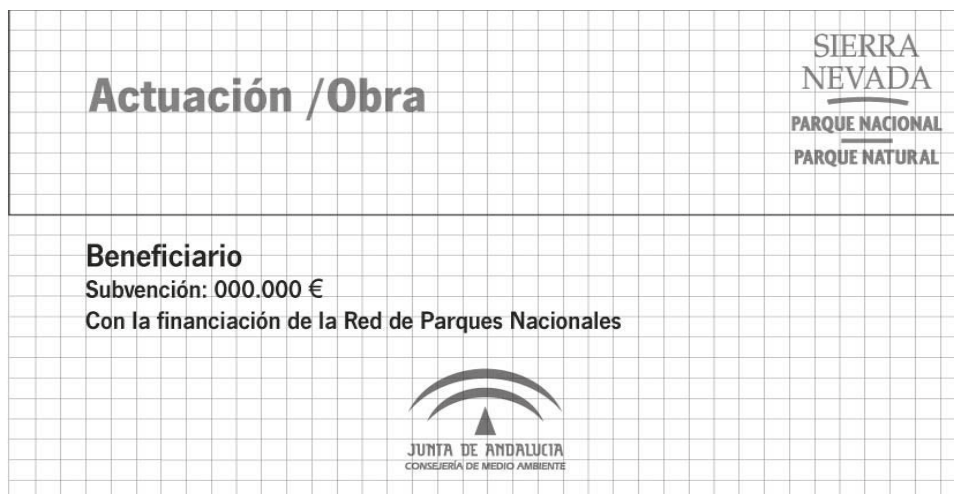 Actuación /Obra
SIERRA
NEVADA
PARQUE NACIONAL
PARQUE NATURAL
Beneficiario
Subvención: 000.000 €
Con la financiación de la Red de Parques Nacionales
JUNTA DE ANDALUCIA
CONSEJERÍA DE MEDIO AMBIENTE